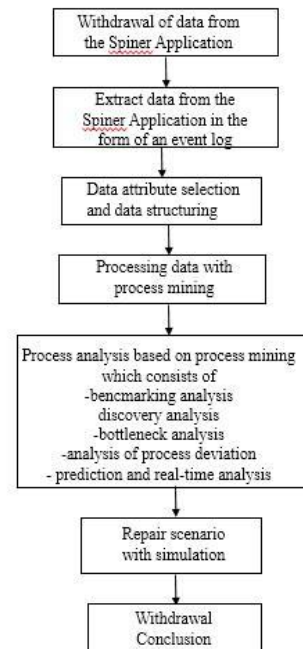 Withdrawal of data from
the Spiner Application
Extract data from the
Spiner Application in the
form of an event log
Data attribute selection
and data structuring
Processing data with
process mining
Process analysis based on process mining
which consists of
-bencmarking analysis
discovery analysis
-bottleneck analysis
-analysis of process deviation
- prediction and real-time analysis
Repair scenario
with simulation
Withdrawal
Conclusion